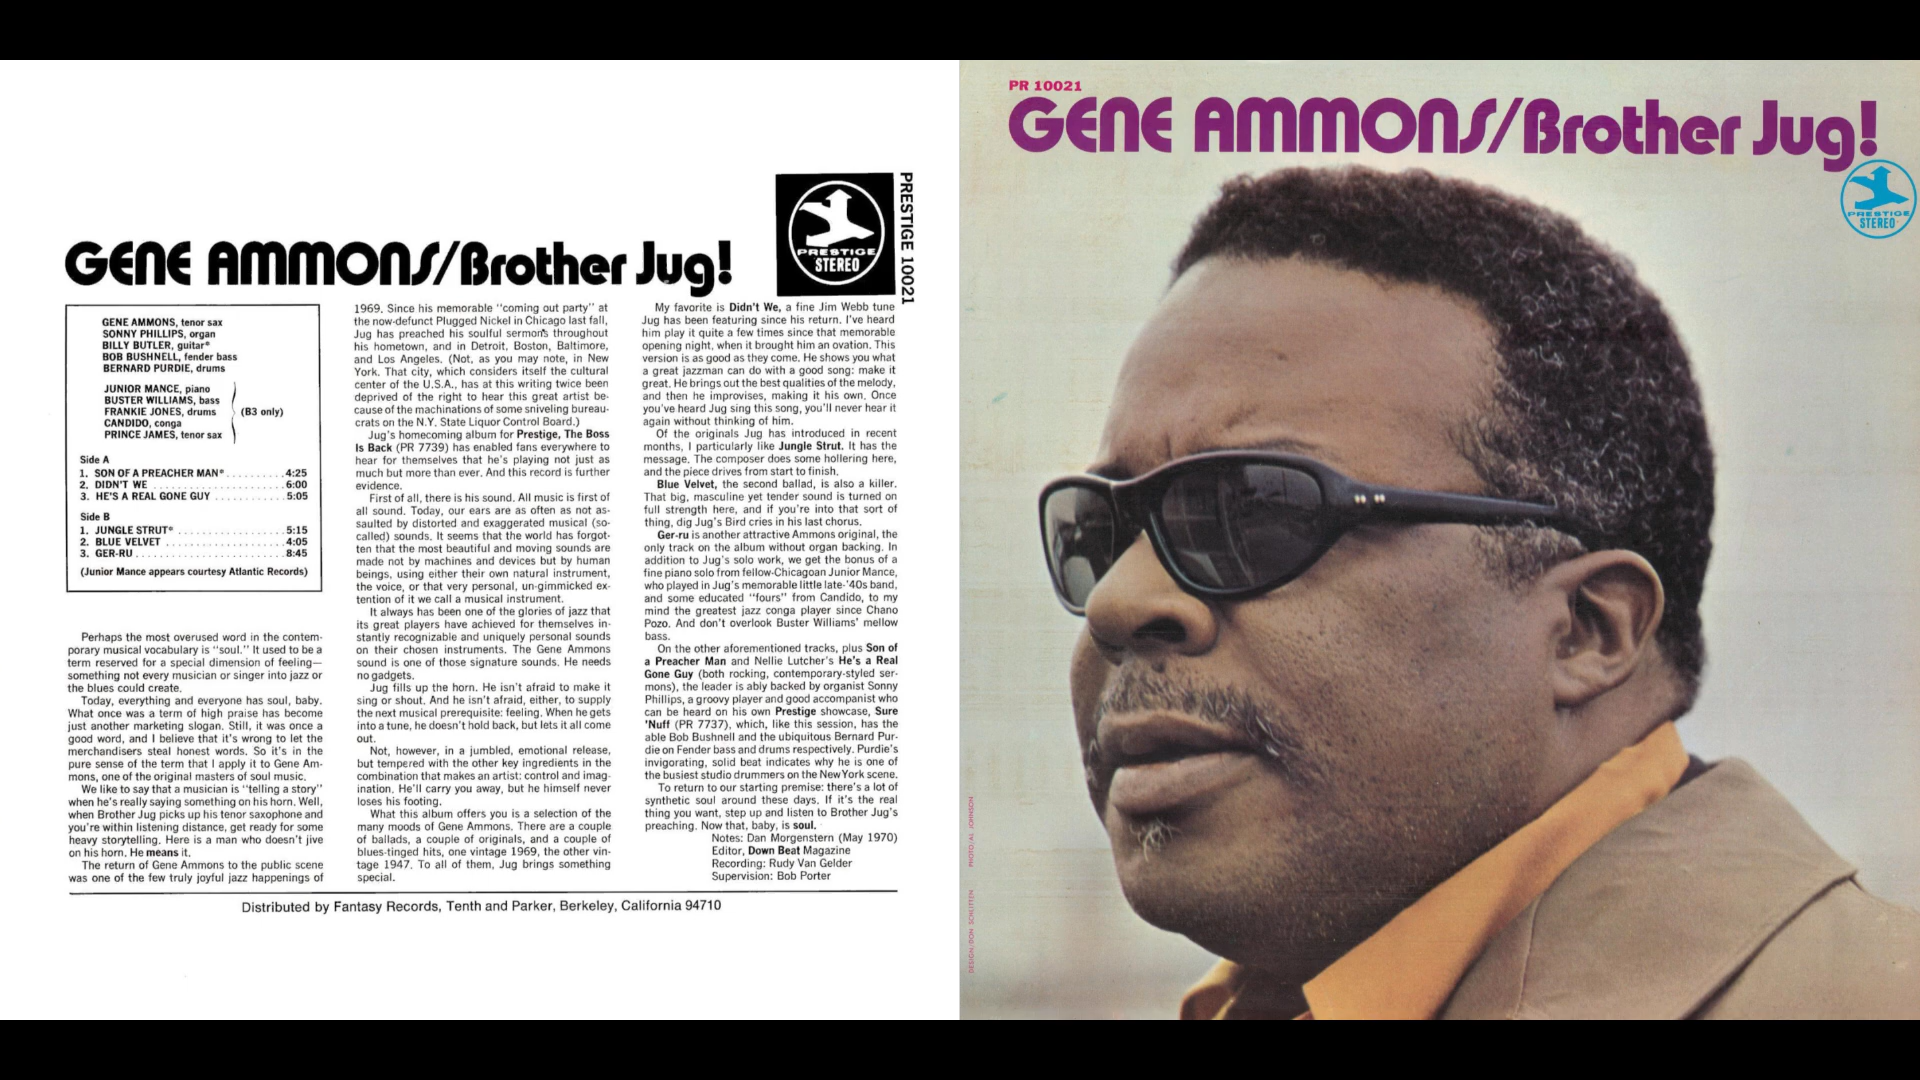 GENE AMMONS/Brother Jug!
PRESTIGE
STEREO
PRESTIGE 10021
GENE AMMONS, tenor sax
SONNY PHILLIPS, organ
BILLY BUTLER, guitar*
BOB BUSHNELL, fender bass
BERNARD PURDIE, drums
JUNIOR MANCE, piano
BUSTER WILLIAMS, bass
FRANKIE JONES, drums (B3 only)
CANDIDO, conga
PRINCE JAMES, tenor sax
Side A
1. SON OF A PREACHER MAN* .......... 4:25
2. DIDN'T WE .......... 6:00
3. HE'S A REAL GONE GUY .......... 5:05
Side B
1. JUNGLE STRUT* .......... 5:15
2. BLUE VELVET .......... 4:05
3. GER-RU .......... 8:45
(Junior Mance appears courtesy Atlantic Records)
Perhaps the most overused word in the contem-
porary musical vocabulary is "soul." It used to be a
term reserved for a special dimension of feeling—
something not every musician or singer into jazz or
the blues could create.
Today, everything and everyone has soul, baby.
What once was a term of high praise has become
just another marketing slogan. Still, it was once a
good word, and I believe that it's wrong to let the
merchandisers steal honest words. So it's in the
pure sense of the term that I apply it to Gene Am-
mons, one of the original masters of soul music.
We like to say that a musician is "telling a story"
when he's really saying something on his horn. Well,
when Brother Jug picks up his tenor saxophone and
you're within listening distance, get ready for some
heavy storytelling. Here is a man who doesn't jive
on his horn. He means it.
The return of Gene Ammons to the public scene
was one of the few truly joyful jazz happenings of
1969. Since his memorable "coming out party" at
the now-defunct Plugged Nickel in Chicago last fall,
Jug has preached his soulful sermons throughout
his hometown, and in Detroit, Boston, Baltimore,
and Los Angeles. (Not, as you may note, in New
York. That city, which considers itself the cultural
center of the U.S.A., has at this writing twice been
deprived of the right to hear this great artist be-
cause of the machinations of some sniveling bureau-
crats on the N.Y. State Liquor Control Board.)
Jug's homecoming album for Prestige, The Boss
Is Back (PR 7739) has enabled fans everywhere to
hear for themselves that he's playing not just as
much but more than ever. And this record is further
evidence.
First of all, there is his sound. All music is first of
all sound. Today, our ears are as often as not as-
saulted by distorted and exaggerated musical (so-
called) sounds. It seems that the world has forgot-
ten that the most beautiful and moving sounds are
made not by machines and devices but by human
beings, using either their own natural instrument,
the voice, or that very personal, un-gimmicked ex-
tention of it we call a musical instrument.
It always has been one of the glories of jazz that
its great players have achieved for themselves in-
stantly recognizable and uniquely personal sounds
on their chosen instruments. The Gene Ammons
sound is one of those signature sounds. He needs
no gadgets.
Jug fills up the horn. He isn't afraid to make it
sing or shout. And he isn't afraid, either, to supply
the next musical prerequisite: feeling. When he gets
into a tune, he doesn't hold back, but lets it all come
out.
Not, however, in a jumbled, emotional release,
but tempered with the other key ingredients in the
combination that makes an artist: control and imag-
ination. He'll carry you away, but he himself never
loses his footing.
What this album offers you is a selection of the
many moods of Gene Ammons. There are a couple
of ballads, a couple of originals, and a couple of
blues-tinged hits, one vintage 1969, the other vin-
tage 1947. To all of them, Jug brings something
special.
My favorite is Didn't We, a fine Jim Webb tune
Jug has been featuring since his return. I've heard
him play it quite a few times since that memorable
opening night, when it brought him an ovation. This
version is as good as they come. He shows you what
a great jazzman can do with a good song: make it
great. He brings out the best qualities of the melody,
and then he improvises, making it his own. Once
you've heard Jug sing this song, you'll never hear it
again without thinking of him.
Of the originals Jug has introduced in recent
months, I particularly like Jungle Strut. It has the
message. The composer does some hollering here,
and the piece drives from start to finish.
Blue Velvet, the second ballad, is also a killer.
That big, masculine yet tender sound is turned on
full strength here, and if you're into that sort of
thing, dig Jug's Bird cries in his last chorus.
Ger-ru is another attractive Ammons original, the
only track on the album without organ backing. In
addition to Jug's solo work, we get the bonus of a
fine piano solo from fellow-Chicagoan Junior Mance,
who played in Jug's memorable little late-'40s band,
and some educated "fours" from Candido, to my
mind the greatest jazz conga player since Chano
Pozo. And don't overlook Buster Williams' mellow
bass.
On the other aforementioned tracks, plus Son of
a Preacher Man and Nellie Lutcher's He's a Real
Gone Guy (both rocking, contemporary-styled ser-
mons), the leader is ably backed by organist Sonny
Phillips, a groovy player and good accompanist who
can be heard on his own Prestige showcase, Sure
'Nuff (PR 7737), which, like this session, has the
able Bob Bushnell and the ubiquitous Bernard Pur-
die on Fender bass and drums respectively. Purdie's
invigorating, solid beat indicates why he is one of
the busiest studio drummers on the New York scene.
To return to our starting premise: there's a lot of
synthetic soul around these days. If it's the real
thing you want, step up and listen to Brother Jug's
preaching. Now that, baby, is soul.
Notes: Dan Morgenstern (May 1970)
Editor, Down Beat Magazine
Recording: Rudy Van Gelder
Supervision: Bob Porter
Distributed by Fantasy Records, Tenth and Parker, Berkeley, California 94710
PR 10021
GENE AMMONS/Brother Jug!
PRESTIGE
STEREO
DESIGN/DON SCHLITTEN PHOTO/AL JOHNSON